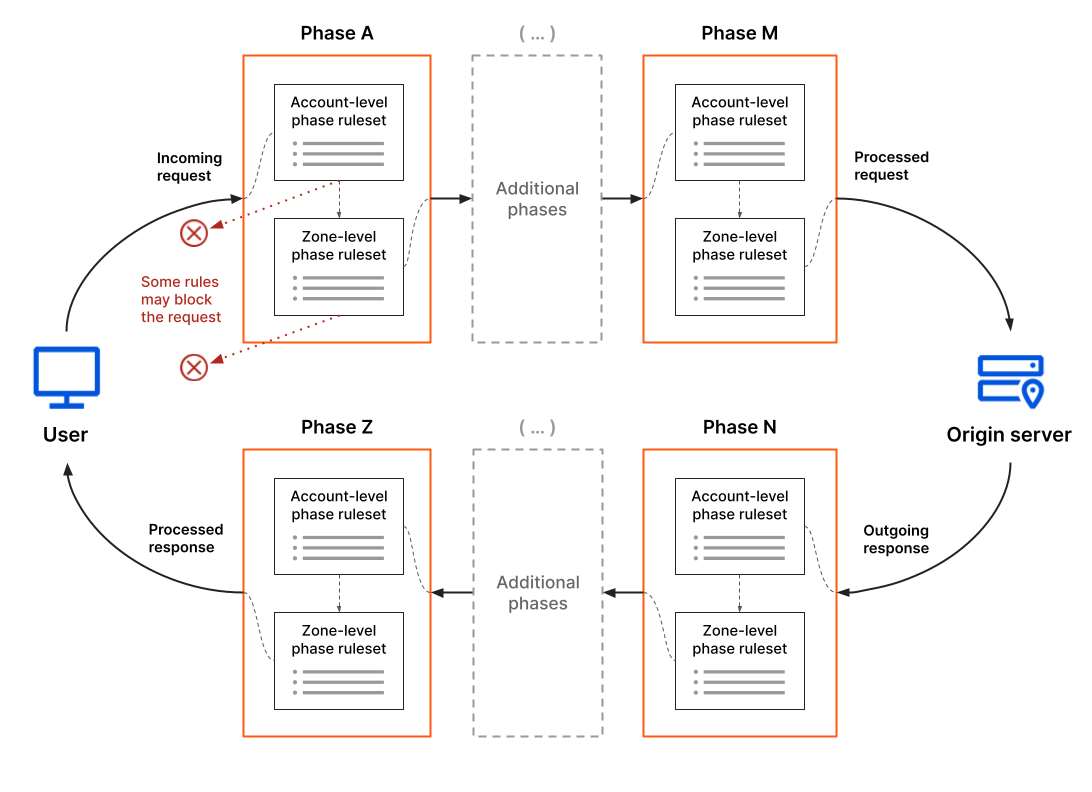 Phase A
( ... )
Phase M
Account-level
phase ruleset
Account-level
phase ruleset
Incoming
request
Processed
request
Additional
phases
Zone-level
phase ruleset
Zone-level
phase ruleset
Some rules
may block
the request
User
Origin server
Phase Z
( ... )
Phase N
Account-level
phase ruleset
Account-level
phase ruleset
Processed
response
Outgoing
response
Additional
phases
Zone-level
phase ruleset
Zone-level
phase ruleset